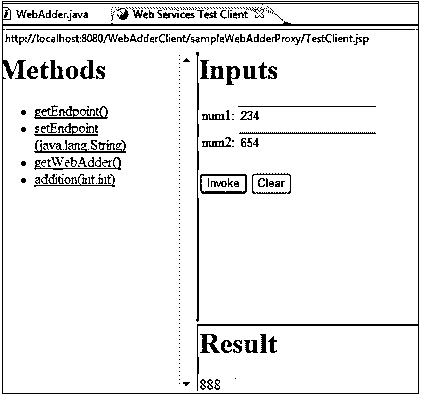 WebAdder.java Web Services Test Client
http://localhost:8080/WebAdderClient/sampleWebAdderProxy/TestClient.jsp
Methods
getEndpoint()
setEndpoint
(java.lang.String)
getWebAdder()
addition(int,int)
Inputs
num1: 234
num2: 654
Invoke Clear
Result
888